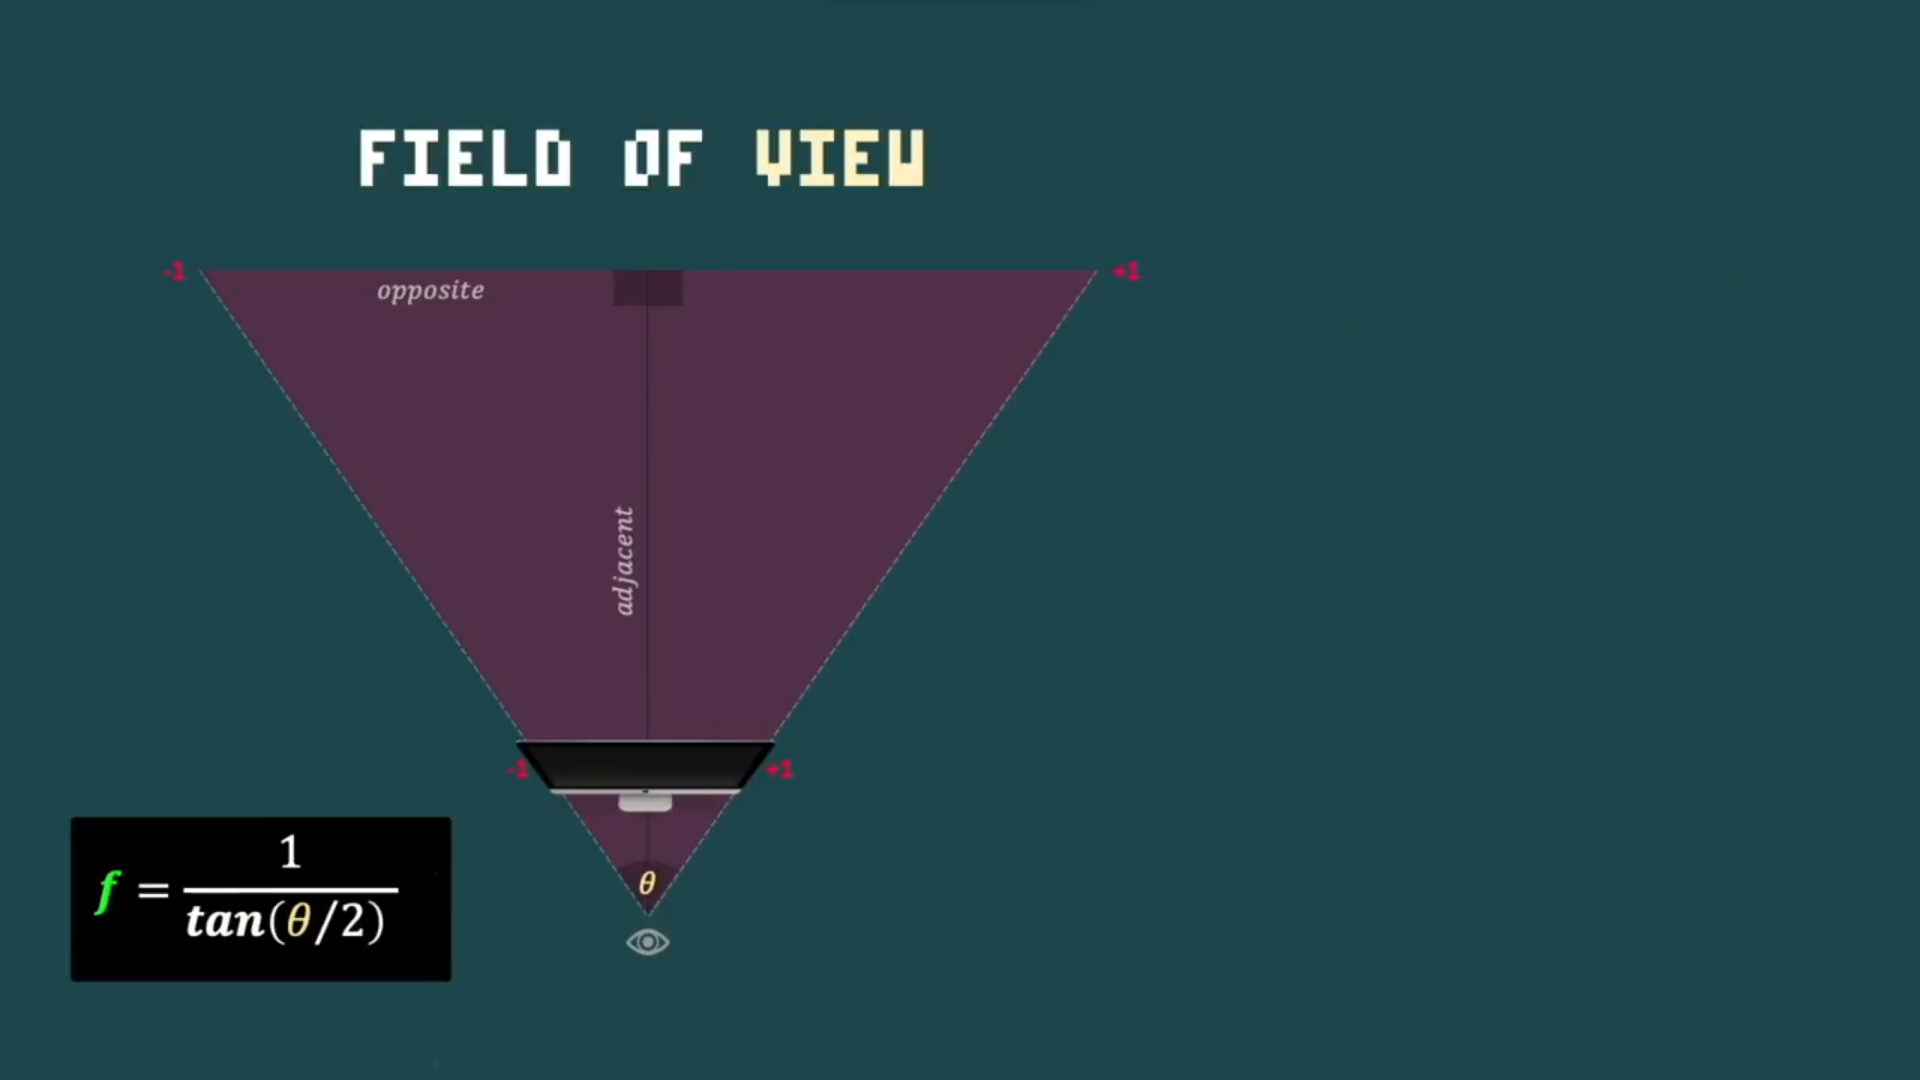 FIELD OF VIEW
-1 +1
opposite
adjacent
-1 +1
θ
f = 1 / tan(θ/2)